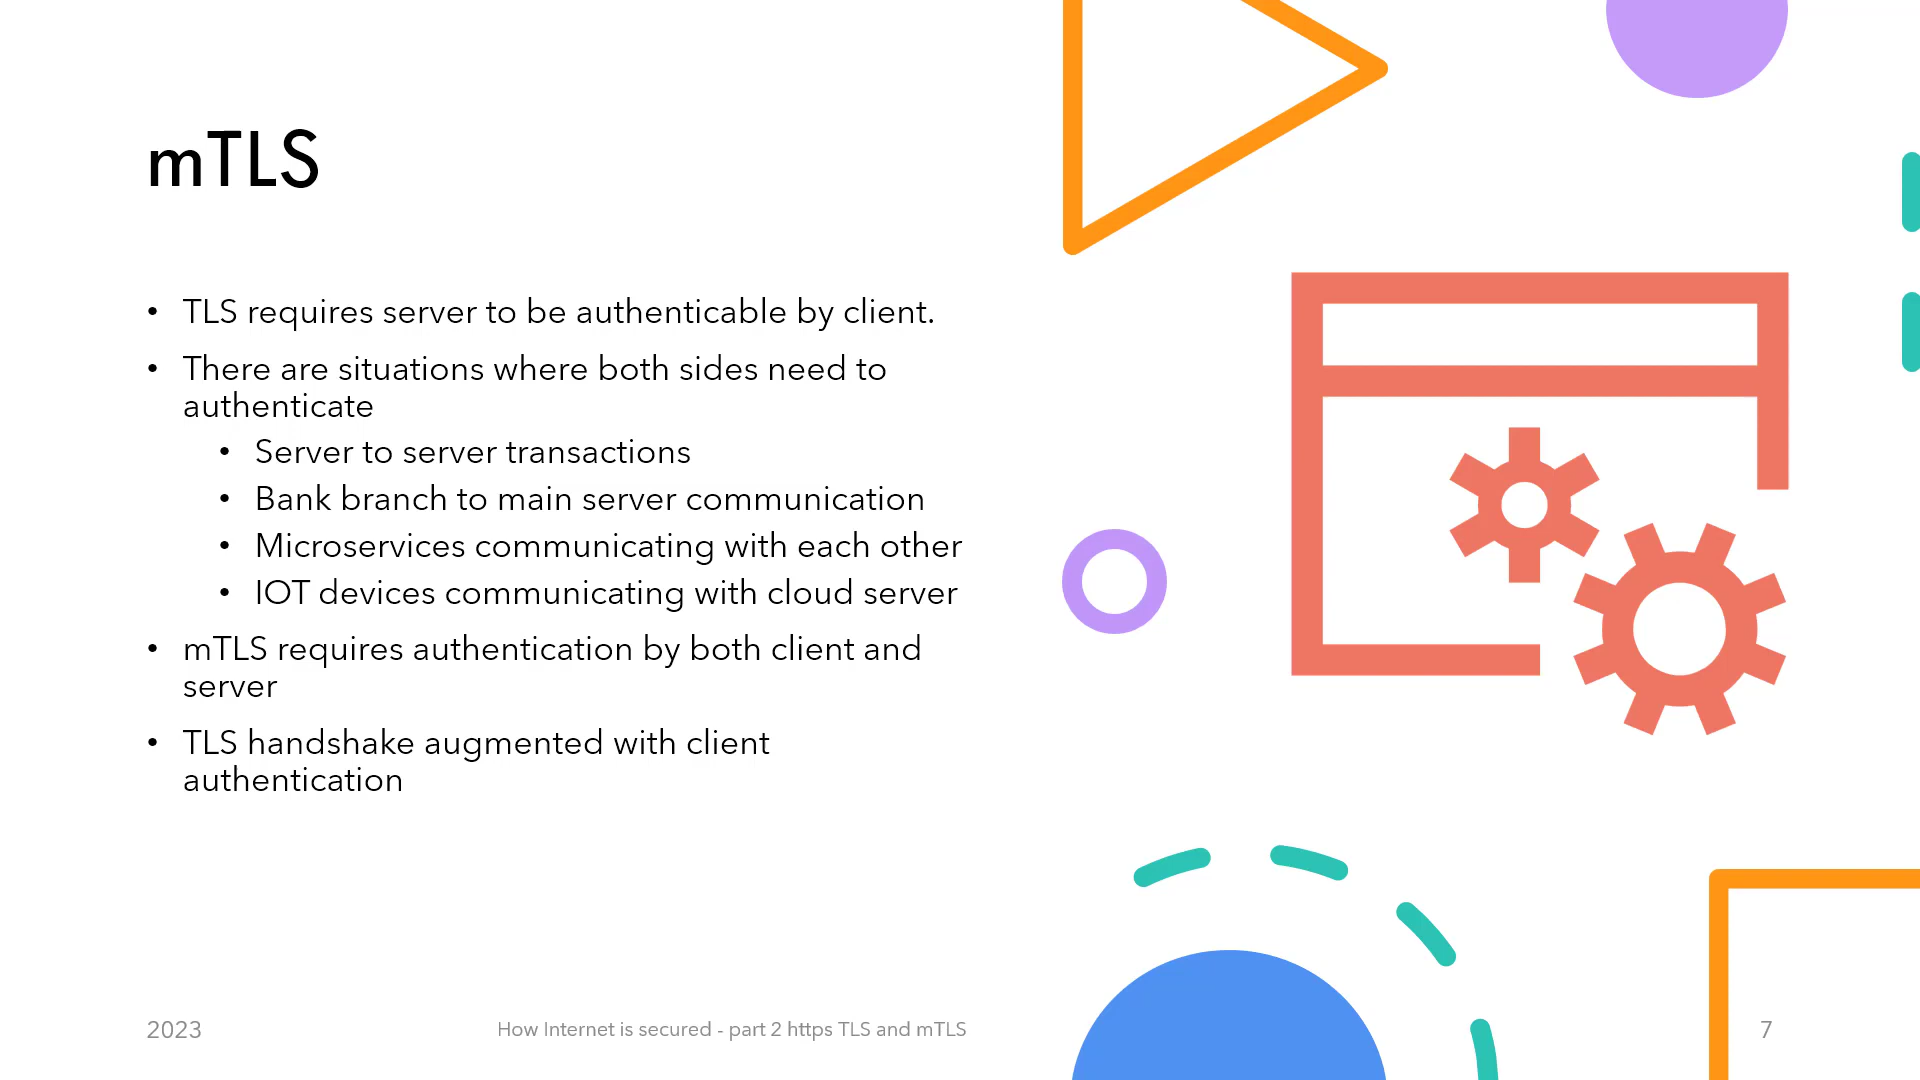 mTLS
• TLS requires server to be authenticable by client.
• There are situations where both sides need to
authenticate
• Server to server transactions
• Bank branch to main server communication
• Microservices communicating with each other
• IOT devices communicating with cloud server
• mTLS requires authentication by both client and
server
• TLS handshake augmented with client
authentication
2023
How Internet is secured - part 2 https TLS and mTLS
7